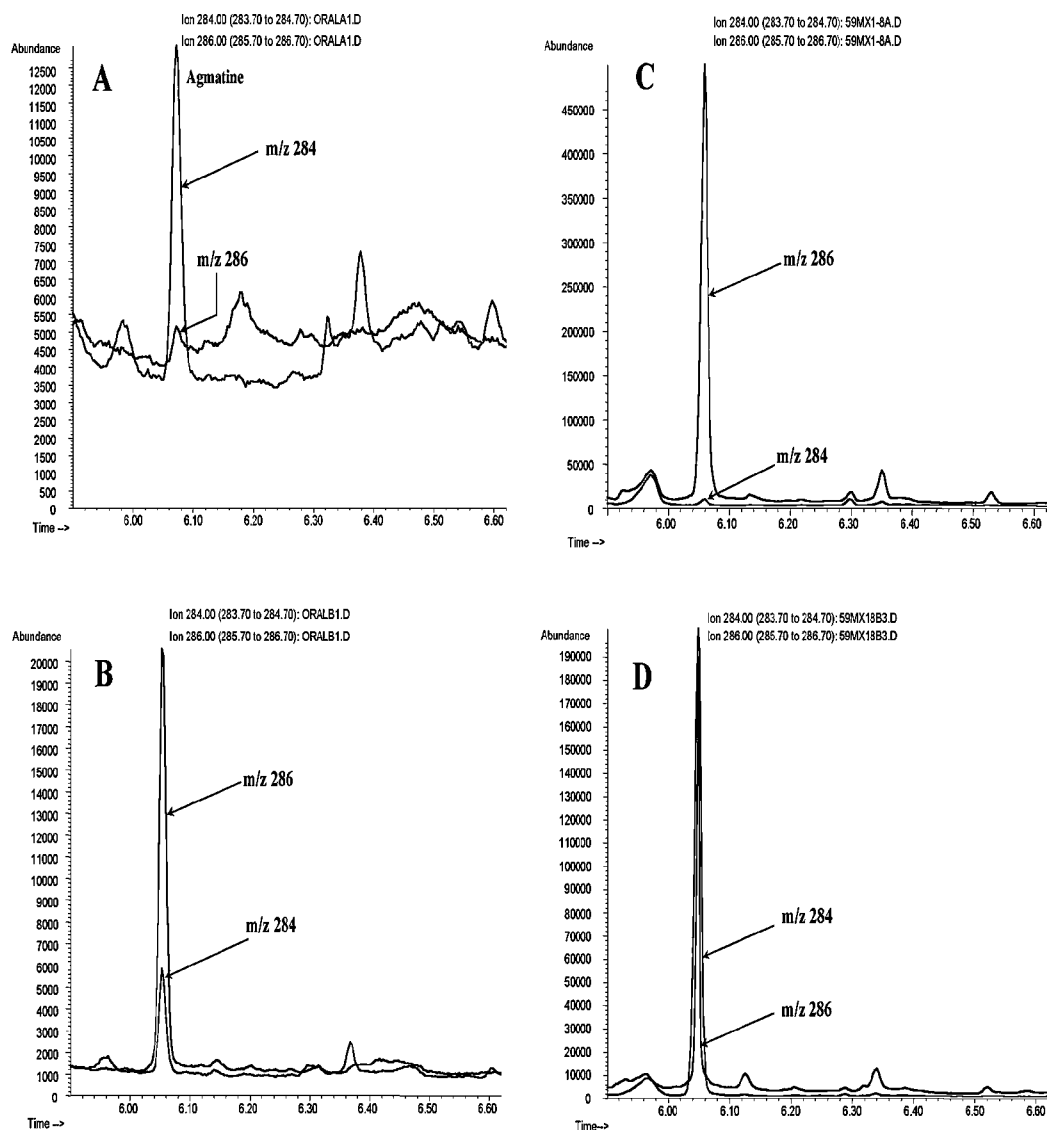 Ion 284.00 (283.70 to 284.70): ORALA1.D
Ion 286.00 (285.70 to 286.70): ORALA1.D
Abundance
A
Agmatine
m/z 284
m/z 286
12500
12000
11500
11000
10500
10000
9500
9000
8500
8000
7500
7000
6500
6000
5500
5000
4500
4000
3500
3000
2500
2000
1500
1000
500
0
6.00 6.10 6.20 6.30 6.40 6.50 6.60
Time -->
Ion 284.00 (283.70 to 284.70): 59MX1-8A.D
Ion 286.00 (285.70 to 286.70): 59MX1-8A.D
Abundance
C
m/z 286
m/z 284
450000
400000
350000
300000
250000
200000
150000
100000
50000
0
6.00 6.10 6.20 6.30 6.40 6.50 6.60
Time -->
Ion 284.00 (283.70 to 284.70): ORALB1.D
Ion 286.00 (285.70 to 286.70): ORALB1.D
Abundance
B
m/z 286
m/z 284
20000
19000
18000
17000
16000
15000
14000
13000
12000
11000
10000
9000
8000
7000
6000
5000
4000
3000
2000
1000
0
6.00 6.10 6.20 6.30 6.40 6.50 6.60
Time -->
Ion 284.00 (283.70 to 284.70): 59MX18B3.D
Ion 286.00 (285.70 to 286.70): 59MX18B3.D
Abundance
D
m/z 284
m/z 286
190000
180000
170000
160000
150000
140000
130000
120000
110000
100000
90000
80000
70000
60000
50000
40000
30000
20000
10000
0
6.00 6.10 6.20 6.30 6.40 6.50 6.60
Time-->